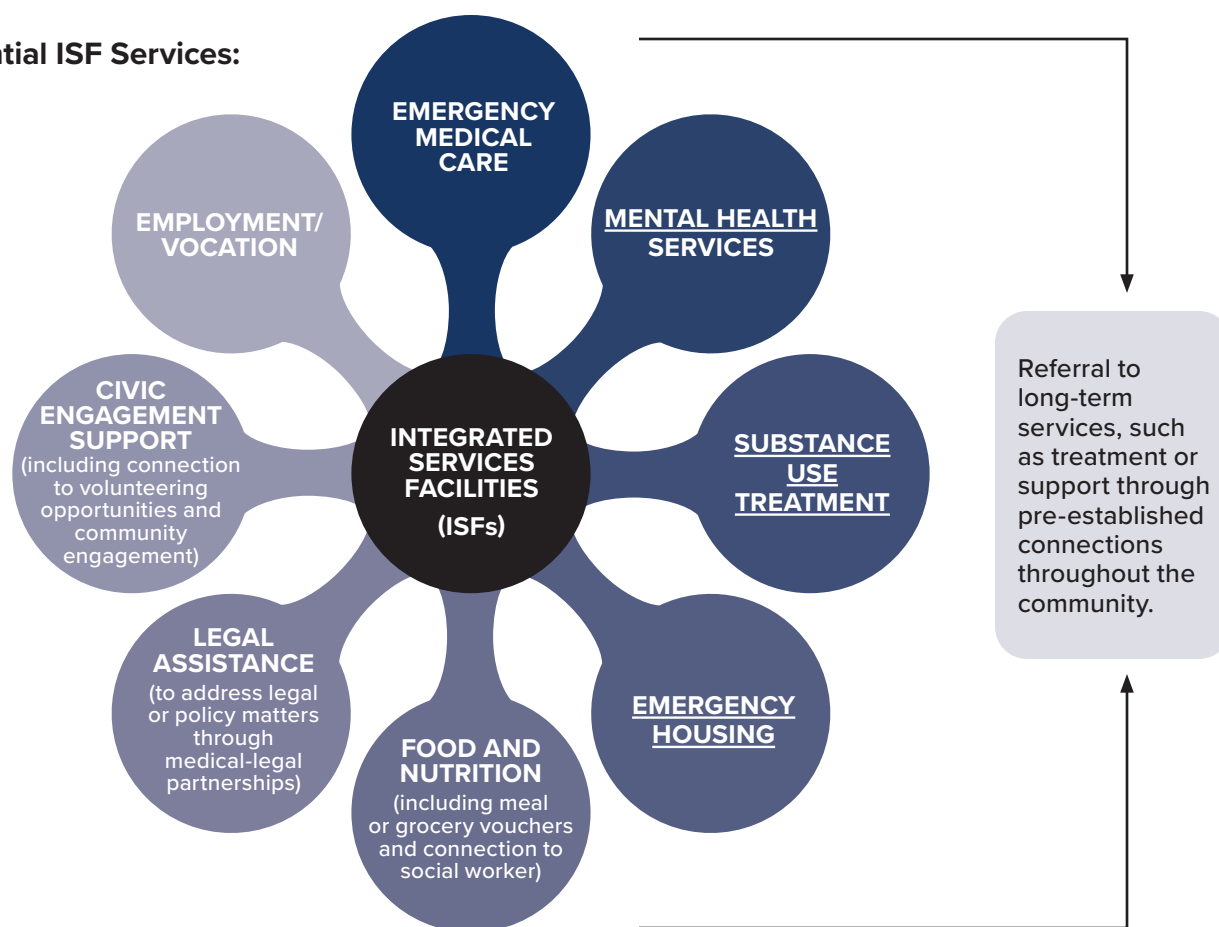 ntial ISF Services:
EMERGENCY
MEDICAL
CARE
MENTAL HEALTH
SERVICES
SUBSTANCE
USE
TREATMENT
EMERGENCY
HOUSING
FOOD AND
NUTRITION
(including meal
or grocery vouchers
and connection to
social worker)
LEGAL
ASSISTANCE
(to address legal
or policy matters
through
medical-legal
partnerships)
CIVIC
ENGAGEMENT
SUPPORT
(including connection
to volunteering
opportunities and
community
engagement)
EMPLOYMENT/
VOCATION
INTEGRATED
SERVICES
FACILITIES
(ISFs)
Referral to
long-term
services, such
as treatment or
support through
pre-established
connections
throughout the
community.